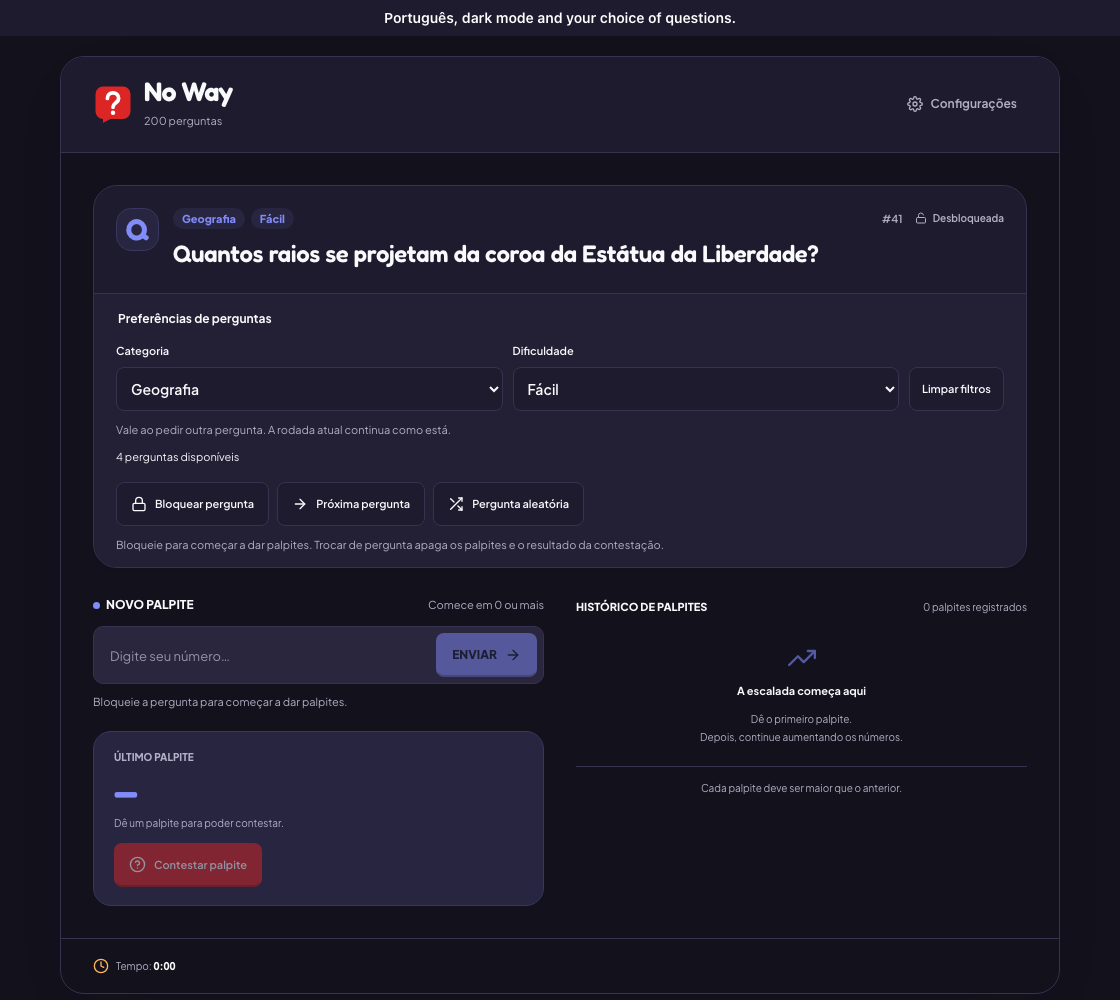 Português, dark mode and your choice of questions.
No Way
200 perguntas
Configurações
Q
Geografia
Fácil
#41
Desbloqueada
Quantos raios se projetam da coroa da Estátua da Liberdade?
Preferências de perguntas
Categoria
Dificuldade
Geografia
Fácil
Limpar filtros
Vale ao pedir outra pergunta. A rodada atual continua como está.
4 perguntas disponíveis
Bloquear pergunta
Próxima pergunta
Pergunta aleatória
Bloqueie para começar a dar palpites. Trocar de pergunta apaga os palpites e o resultado da contestação.
NOVO PALPITE
Comece em 0 ou mais
Digite seu número...
ENVIAR
Bloqueie a pergunta para começar a dar palpites.
ÚLTIMO PALPITE
—
Dê um palpite para poder contestar.
Contestar palpite
HISTÓRICO DE PALPITES
0 palpites registrados
A escalada começa aqui
Dê o primeiro palpite.
Depois, continue aumentando os números.
Cada palpite deve ser maior que o anterior.
Tempo: 0:00